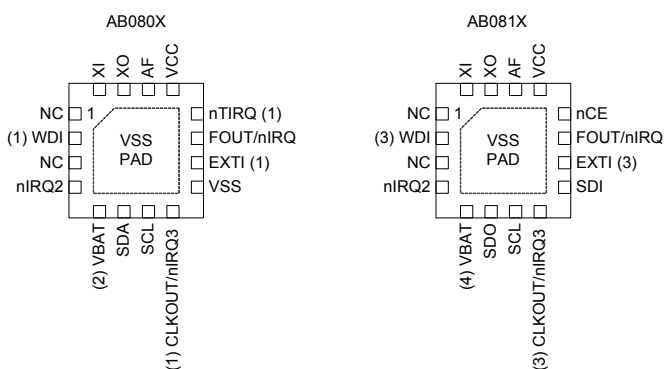 AB080X
XI
XO
AF
VCC
NC
1
nTIRQ (1)
(1) WDI
VSS
PAD
FOUT/nIRQ
NC
EXTI (1)
nIRQ2
VSS
(2) VBAT
SDA
SCL
(1) CLKOUT/nIRQ3
AB081X
XI
XO
AF
VCC
NC
1
nCE
(3) WDI
VSS
PAD
FOUT/nIRQ
NC
EXTI (3)
nIRQ2
SDI
(4) VBAT
SDO
SCL
(3) CLKOUT/nIRQ3